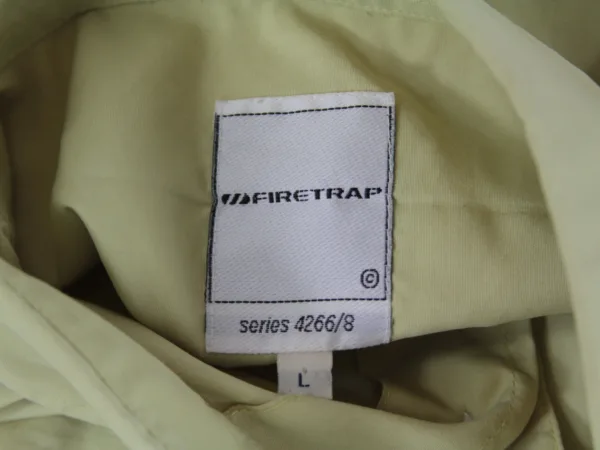 FIRETRAP
©
series 4266/8
L